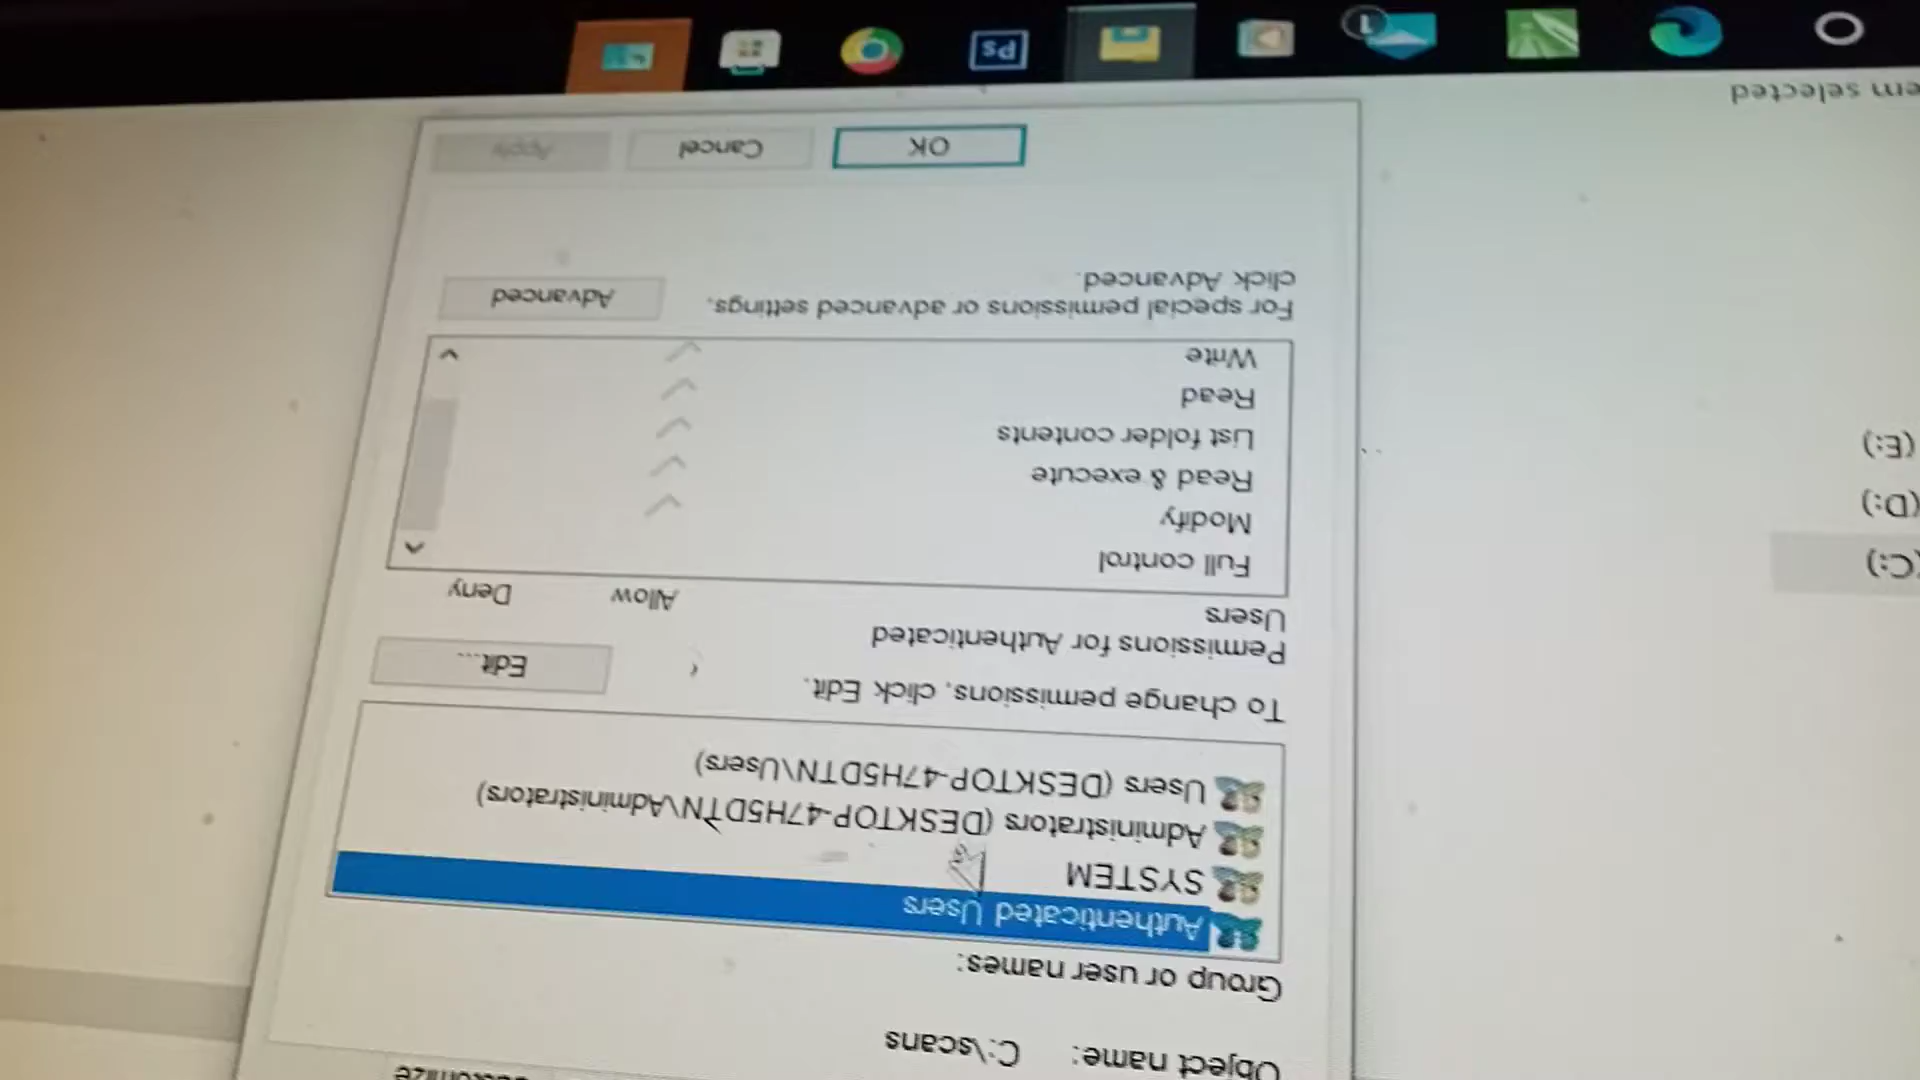 Object name: C:\scans
Group or user names:
Authenticated Users
SYSTEM
Administrators (DESKTOP-47H5DTN\Administrators)
Users (DESKTOP-47H5DTN\Users)
To change permissions, click Edit.
Edit...
Permissions for Authenticated
Users
Allow
Deny
Full control
Modify
Read & execute
List folder contents
Read
Write
For special permissions or advanced settings,
click Advanced.
Advanced
OK
Cancel
Apply
(C:)
(D:)
(E:)
selected
Ps
1